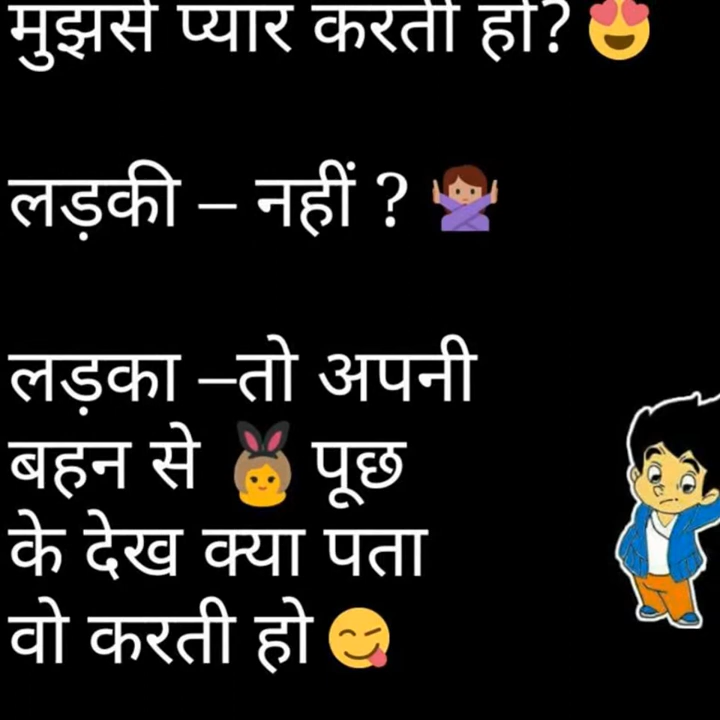 मुझसे प्यार करती हो? 😍
लड़की – नहीं ? 🙅
लड़का –तो अपनी
बहन से 👯 पूछ
के देख क्या पता
वो करती हो 😋